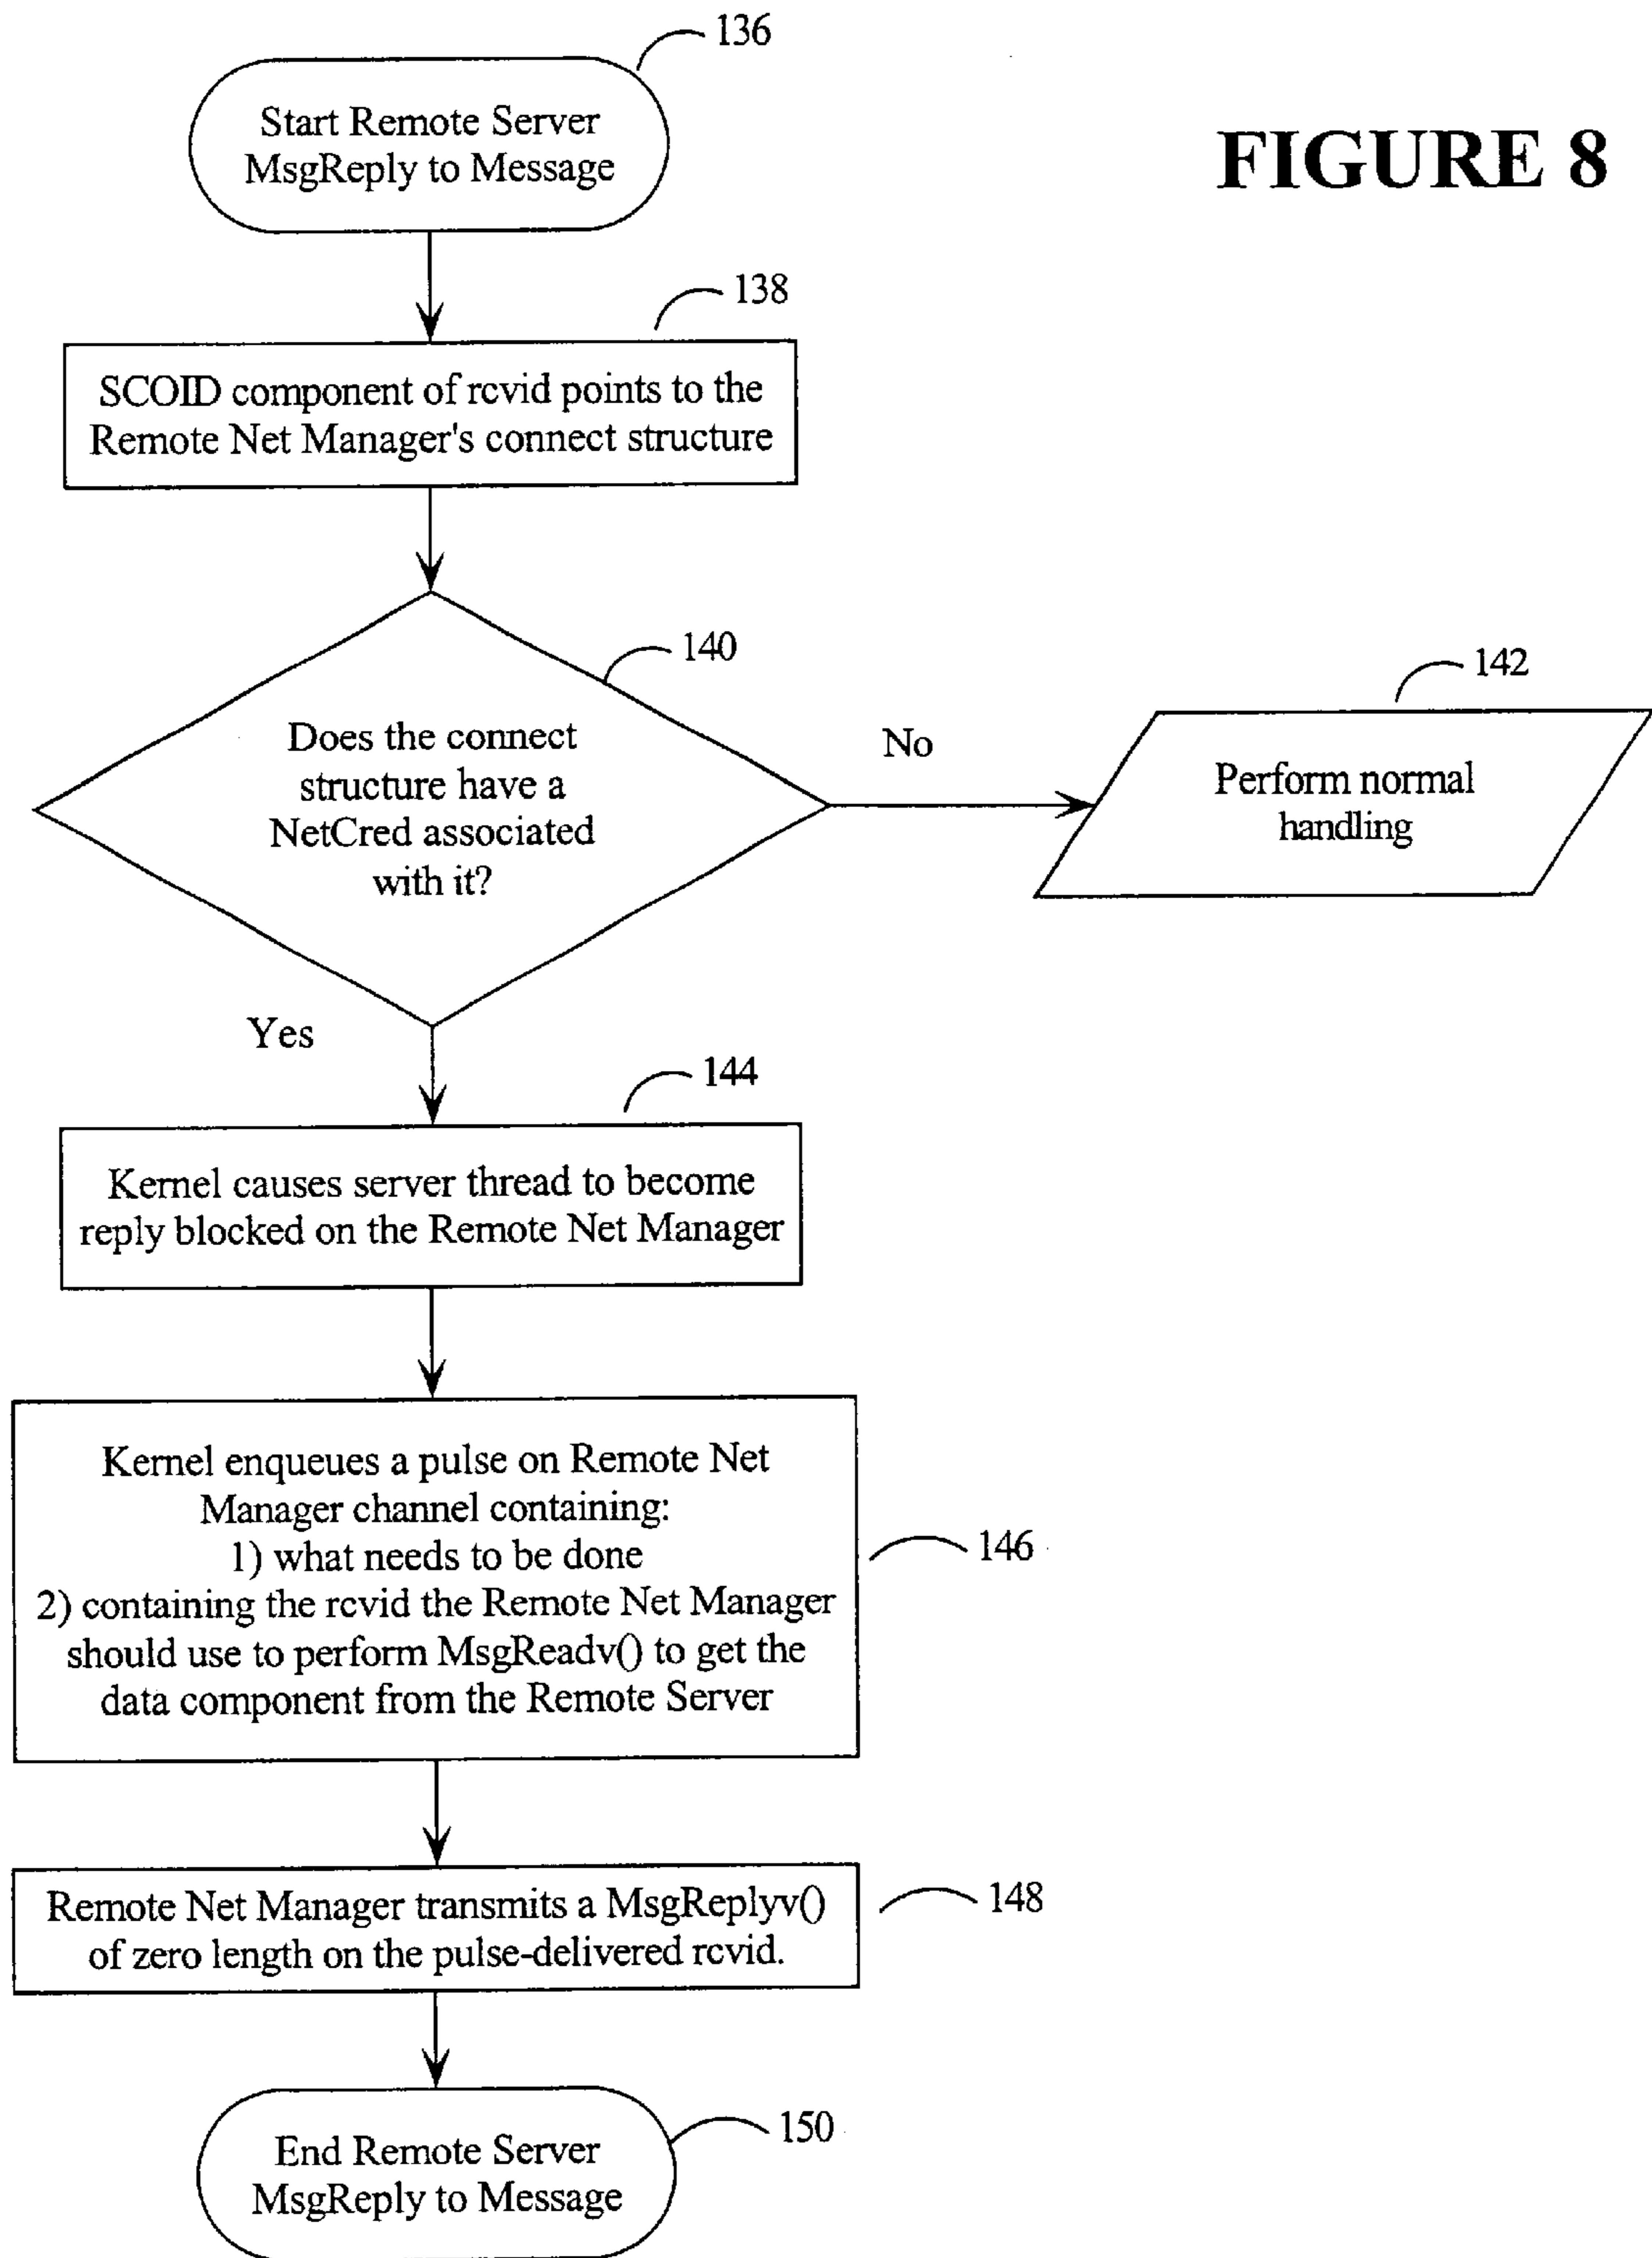 136
Start Remote Server
MsgReply to Message
FIGURE 8
138
SCOID component of rcvid points to the
Remote Net Manager's connect structure
140
Does the connect
structure have a
NetCred associated
with it?
No
142
Perform normal
handling
Yes
144
Kernel causes server thread to become
reply blocked on the Remote Net Manager
146
Kernel enqueues a pulse on Remote Net
Manager channel containing:
1) what needs to be done
2) containing the rcvid the Remote Net Manager
should use to perform MsgReadv() to get the
data component from the Remote Server
148
Remote Net Manager transmits a MsgReplyv()
of zero length on the pulse-delivered rcvid.
150
End Remote Server
MsgReply to Message